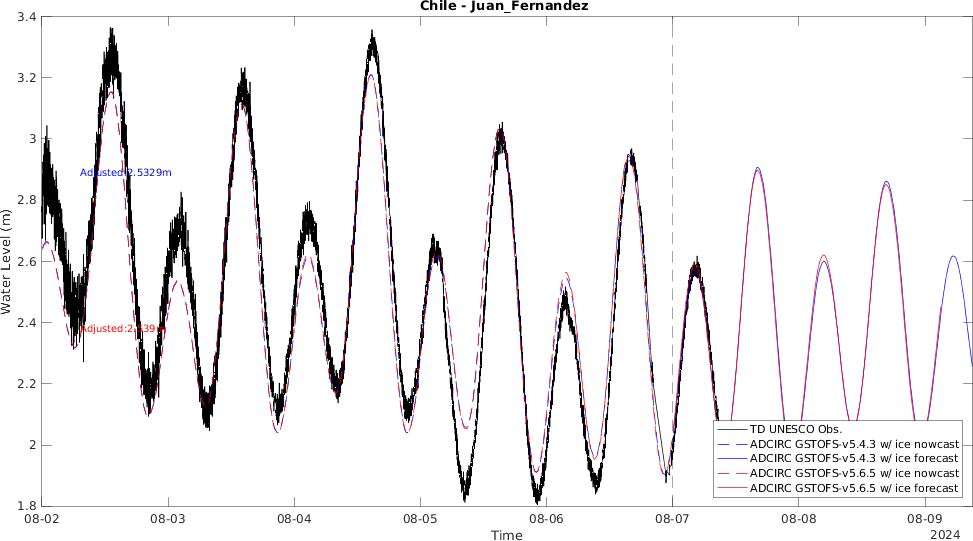 Chile - Juan_Fernandez
Water Level (m)
3.4
3.2
3
2.8
2.6
2.4
2.2
2
1.8
Adjusted:2.5329m
TD UNESCO Obs.
ADCIRC GSTOFS-v5.4.3 w/ ice nowcast
ADCIRC GSTOFS-v5.4.3 w/ ice forecast
ADCIRC GSTOFS-v5.6.5 w/ ice nowcast
ADCIRC GSTOFS-v5.6.5 w/ ice forecast
08-02
08-03
08-04
08-05
08-06
08-07
08-08
08-09
Time
2024